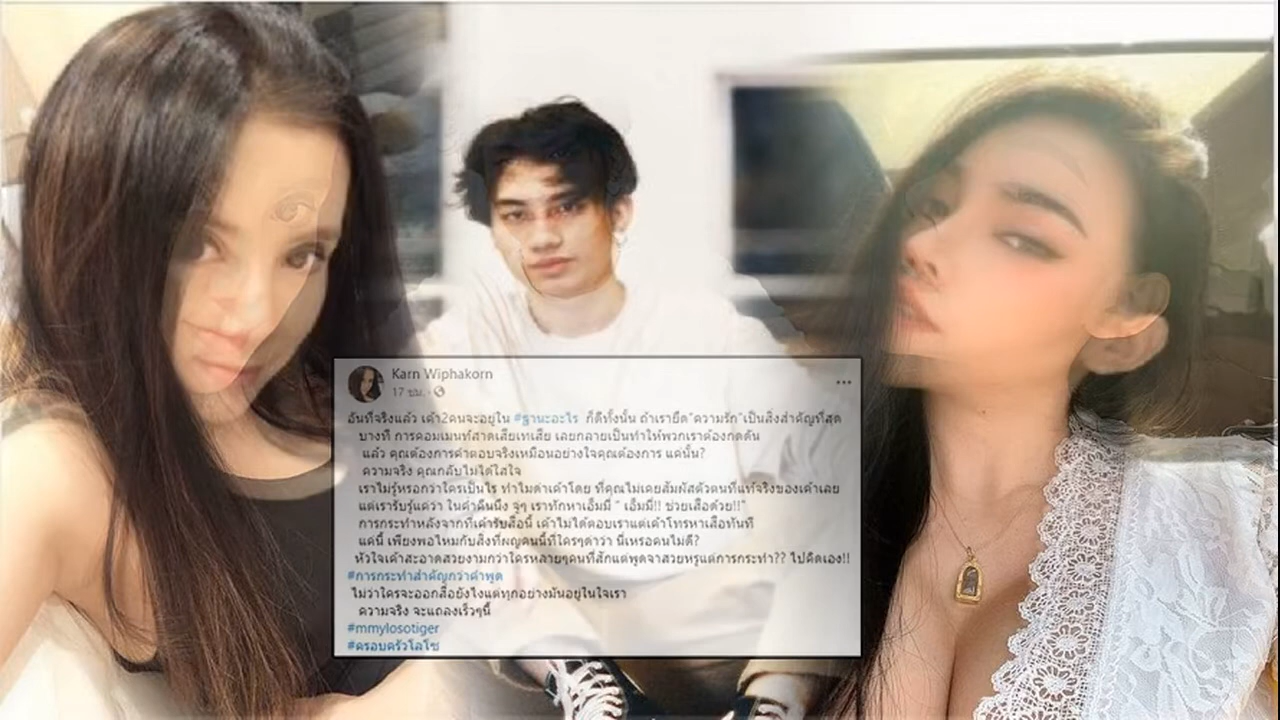 Karn Wiphakorn
17 ชม. ·
อันที่จริงแล้ว เค้า2คนจะอยู่ใน #ฐานะอะไร ก็ดีทั้งนั้น ถ้าเรายึด"ความรัก"เป็นสิ่งสำคัญที่สุด
บางที การคอมเมนท์สาดเสียเทเสีย เลยกลายเป็นทำให้พวกเราต้องกดดัน
แล้ว คุณต้องการคำตอบจริงเหมือนอย่างใจคุณต้องการ แค่นั้น?
ความจริง คุณกลับไม่ได้ใส่ใจ
เราไม่รู้หรอกว่าใครเป็นไร ทำไมด่าเค้าโดย ที่คุณไม่เคยสัมผัสตัวตนที่แท้จริงของเค้าเลย
แต่เรารับรู้แค่ว่า ในค่ำคืนนึง จู่ๆ เราทักหาเอ็มมี่ " เอ็มมี่!! ช่วยเสือด้วย!!"
การกระทำหลังจากที่เค้ารับสื่อนี้ เค้าไม่ได้ตอบเราแต่เค้าโทรหาเสือทันที
แค่นี้ เพียงพอไหมกับสิ่งที่ผญคนนี้ที่ใครๆด่าว่า นี่เหรอคนไม่ดี?
หัวใจเค้าสะอาดสวยงามกว่าใครหลายๆคนที่สักแต่พูดจาสวยหรูแต่การกระทำ?? ไปคิดเอง!!
#การกระทำสำคัญกว่าคำพูด
ไม่ว่าใครจะออกสื่อยังไงแต่ทุกอย่างมันอยู่ในใจเรา
ความจริง จะแถลงเร็วๆนี้
#mmylosotiger
#ครอบครัวโลโซ